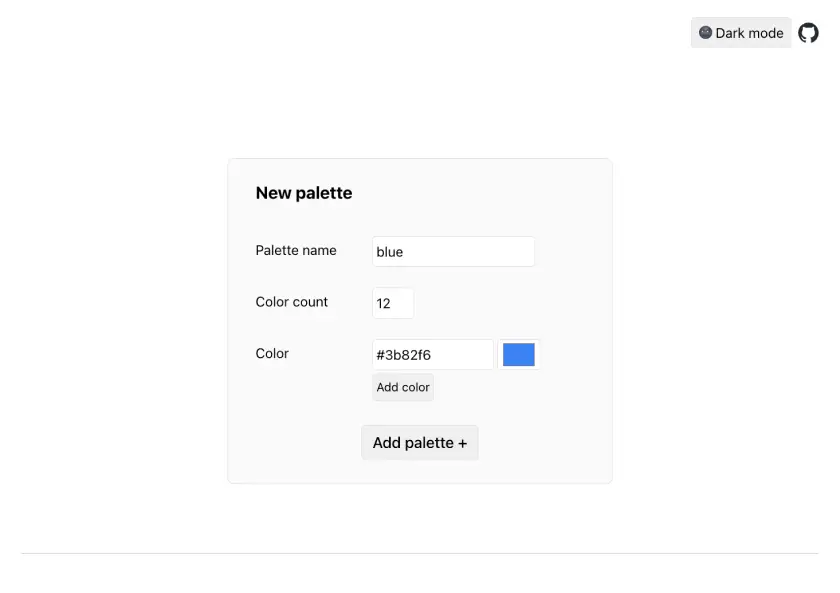 Dark mode
New palette
Palette name
blue
Color count
12
Color
#3b82f6
Add color
Add palette +